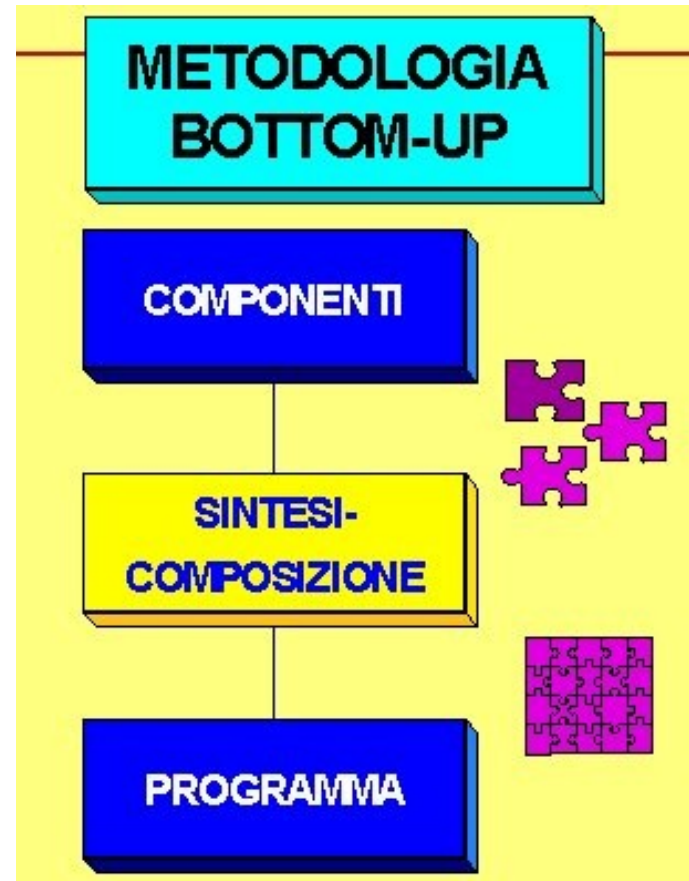 METODOLOGIA
BOTTOM-UP
COMPONENTI
SINTESI-
COMPOSIZIONE
PROGRAMMA